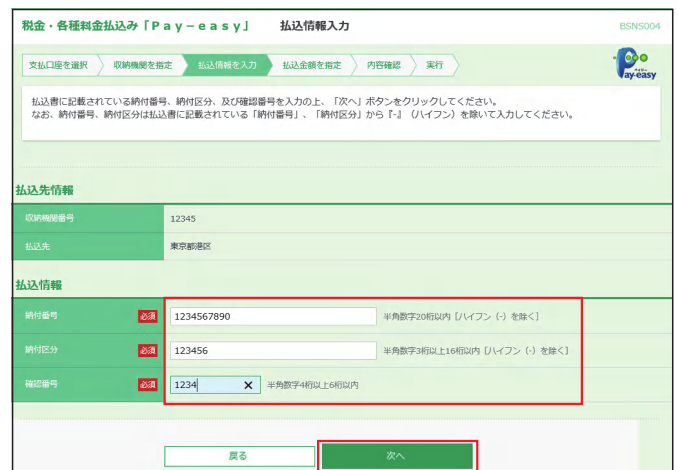 税金・各種料金払込み「Ｐａｙ－ｅａｓｙ」　払込情報入力
BSNS004
支払口座を選択　収納機関を指定　払込情報を入力　払込金額を指定　内容確認　実行
ペイジー
Pay-easy
払込書に記載されている納付番号、納付区分、及び確認番号を入力の上、「次へ」ボタンをクリックしてください。
なお、納付番号、納付区分は払込書に記載されている「納付番号」、「納付区分」から『-』（ハイフン）を除いて入力してください。
払込先情報
収納機関番号　12345
払込先　東京都港区
払込情報
納付番号　必須　1234567890　半角数字20桁以内［ハイフン（-）を除く］
納付区分　必須　123456　半角数字3桁以上16桁以内［ハイフン（-）を除く］
確認番号　必須　1234　半角数字4桁以上6桁以内
戻る　次へ